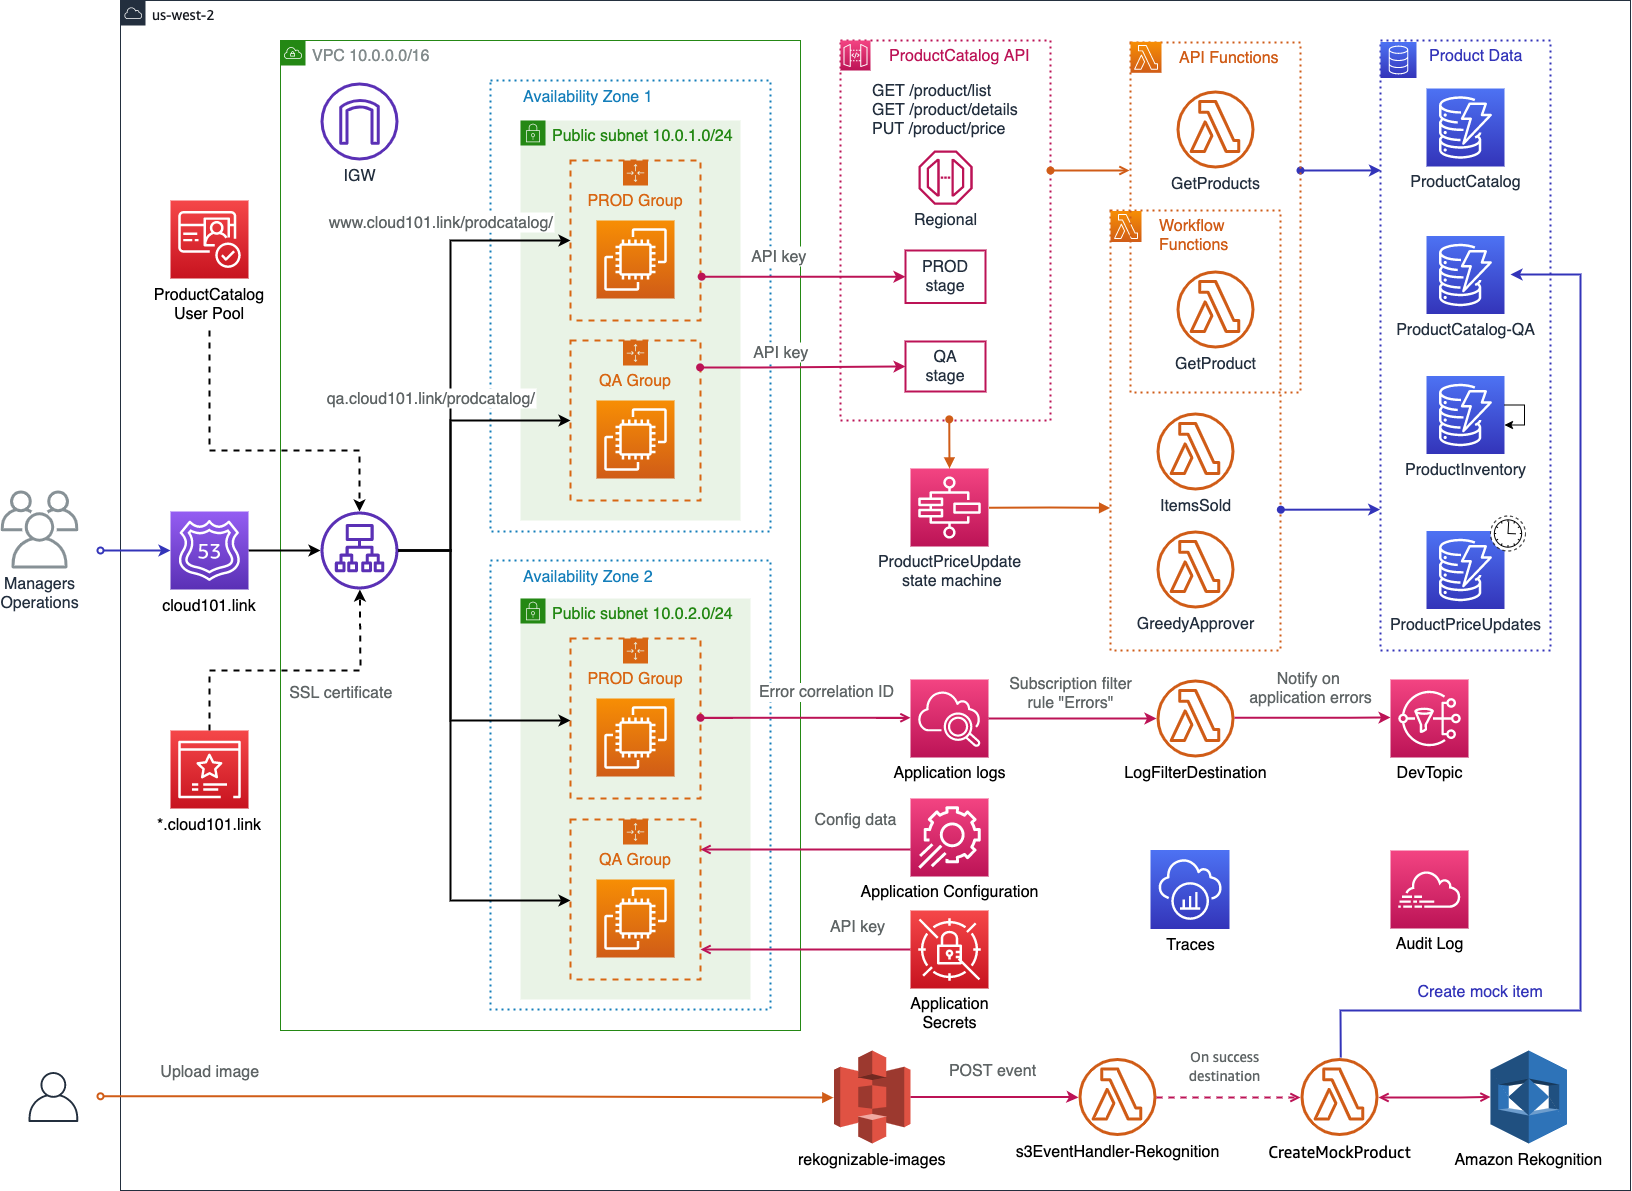 us-west-2
VPC 10.0.0.0/16
IGW
Availability Zone 1
Public subnet 10.0.1.0/24
PROD Group
www.cloud101.link/prodcatalog/
QA Group
qa.cloud101.link/prodcatalog/
API key
API key
ProductCatalog
User Pool
Managers
Operations
53
cloud101.link
SSL certificate
*.cloud101.link
Availability Zone 2
Public subnet 10.0.2.0/24
PROD Group
QA Group
ProductCatalog API
GET /product/list
GET /product/details
PUT /product/price
Regional
PROD
stage
QA
stage
ProductPriceUpdate
state machine
API Functions
GetProducts
Workflow
Functions
GetProduct
ItemsSold
GreedyApprover
Product Data
ProductCatalog
ProductCatalog-QA
ProductInventory
ProductPriceUpdates
Error correlation ID
Application logs
Subscription filter
rule "Errors"
LogFilterDestination
Notify on
application errors
DevTopic
Config data
Application Configuration
API key
Application
Secrets
Traces
Audit Log
Create mock item
Upload image
rekognizable-images
POST event
s3EventHandler-Rekognition
On success
destination
CreateMockProduct
Amazon Rekognition